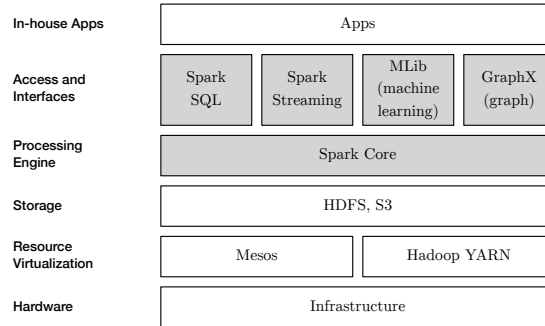 In-house Apps
Apps
Access and
Interfaces
Spark
SQL
Spark
Streaming
MLib
(machine
learning)
GraphX
(graph)
Processing
Engine
Spark Core
Storage
HDFS, S3
Resource
Virtualization
Mesos
Hadoop YARN
Hardware
Infrastructure